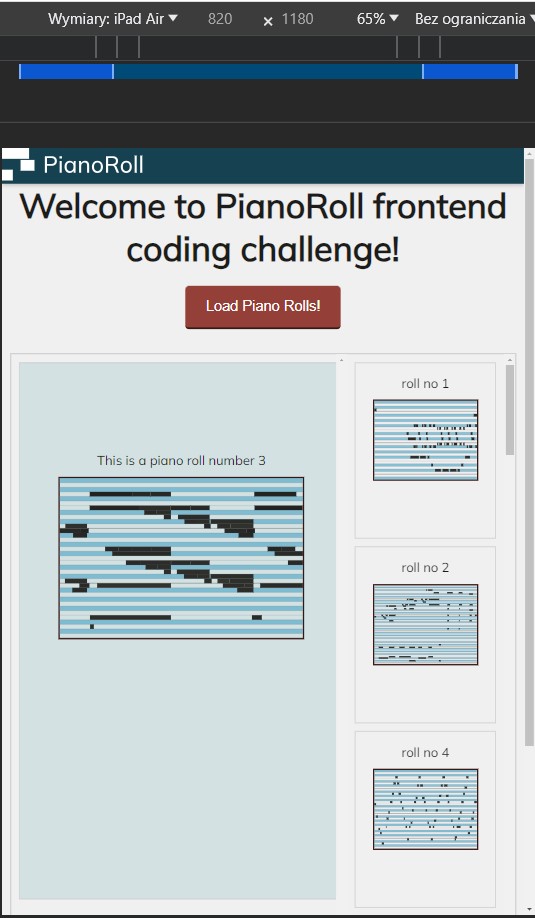 Wymiary: iPad Air 820 × 1180 65% Bez ograniczania
PianoRoll
Welcome to PianoRoll frontend
coding challenge!
Load Piano Rolls!
This is a piano roll number 3
roll no 1
roll no 2
roll no 4